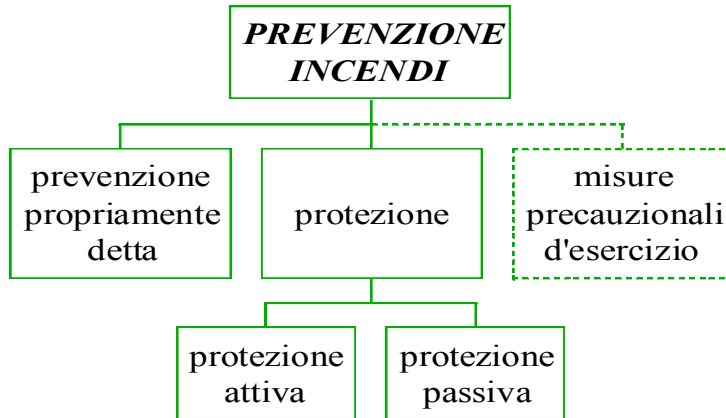 PREVENZIONE
INCENDI
prevenzione
propriamente
detta
protezione
misure
precauzionali
d'esercizio
protezione
attiva
protezione
passiva